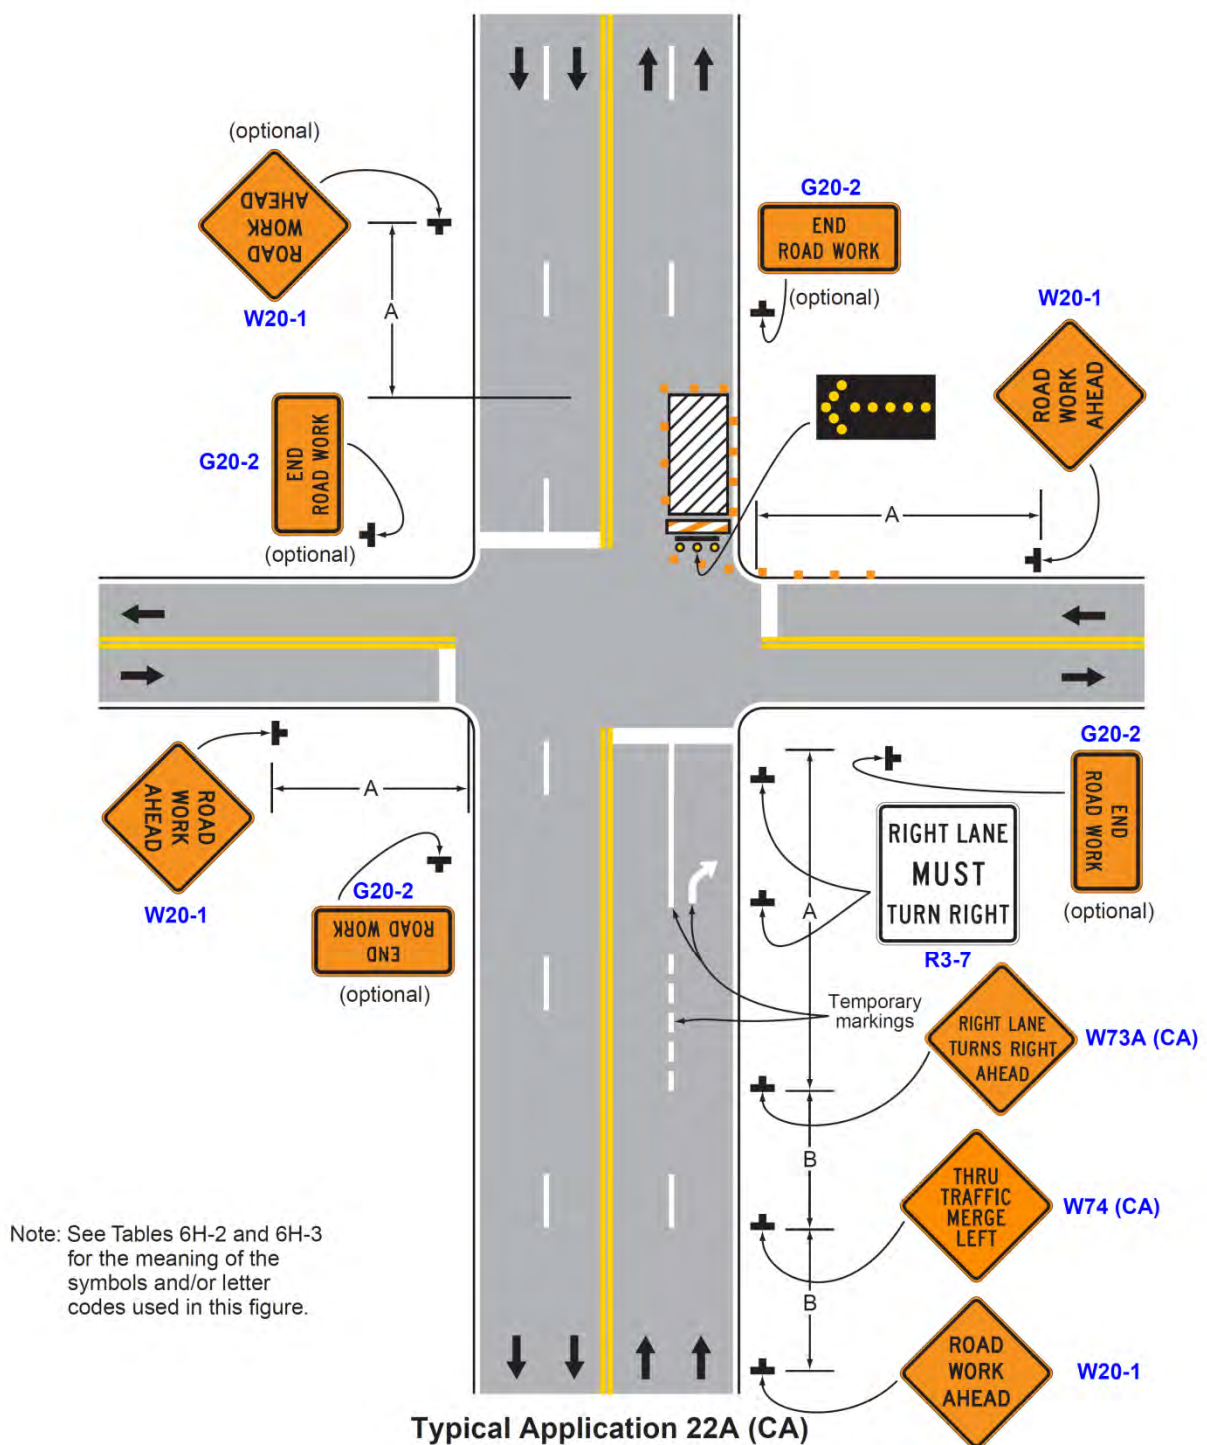 (optional)
ROAD
WORK
AHEAD
W20-1
A
G20-2
END
ROAD WORK
(optional)
W20-1
ROAD
WORK
AHEAD
G20-2
END
ROAD WORK
(optional)
A
A
ROAD
WORK
AHEAD
W20-1
G20-2
END
ROAD WORK
(optional)
G20-2
END
ROAD WORK
(optional)
RIGHT LANE
MUST
TURN RIGHT
R3-7
A
Temporary
markings
RIGHT LANE
TURNS RIGHT
AHEAD
W73A (CA)
B
THRU
TRAFFIC
MERGE
LEFT
W74 (CA)
B
ROAD
WORK
AHEAD
W20-1
Note: See Tables 6H-2 and 6H-3
for the meaning of the
symbols and/or letter
codes used in this figure.
Typical Application 22A (CA)